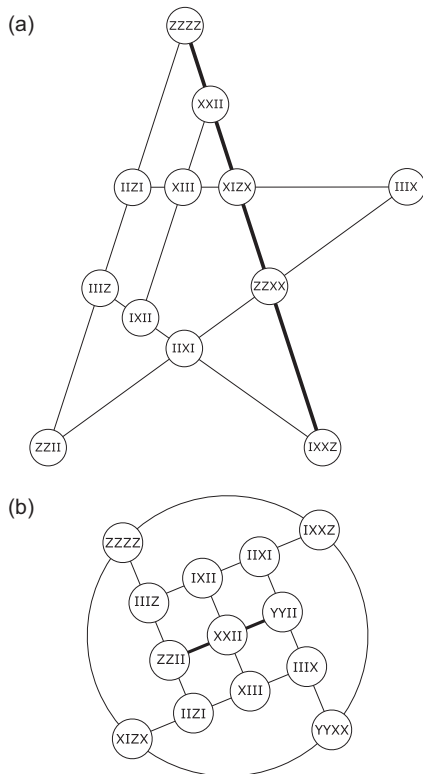 (a)
ZZZZ
XXII
IIZI XIII XIZX IIIX
IIIZ ZZXX
IXII
IIXI
ZZII IXXZ
(b)
ZZZZ IXXZ
IXII IIXI
IIIZ YYII
ZZII XXII
IIZI XIII IIIX
XIZX YYXX